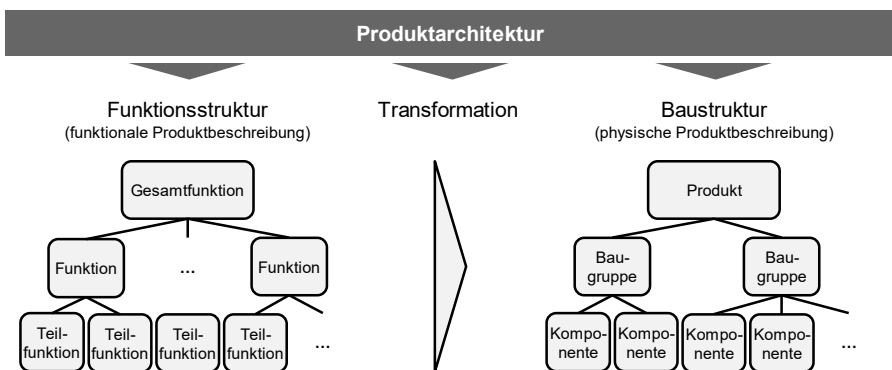 Produktarchitektur
Funktionsstruktur
(funktionale Produktbeschreibung)
Transformation
Baustruktur
(physische Produktbeschreibung)
Gesamtfunktion
Funktion
...
Funktion
Teil-
funktion
Teil-
funktion
Teil-
funktion
Teil-
funktion
...
Produkt
Bau-
gruppe
Bau-
gruppe
Kompo-
nente
Kompo-
nente
Kompo-
nente
Kompo-
nente
...